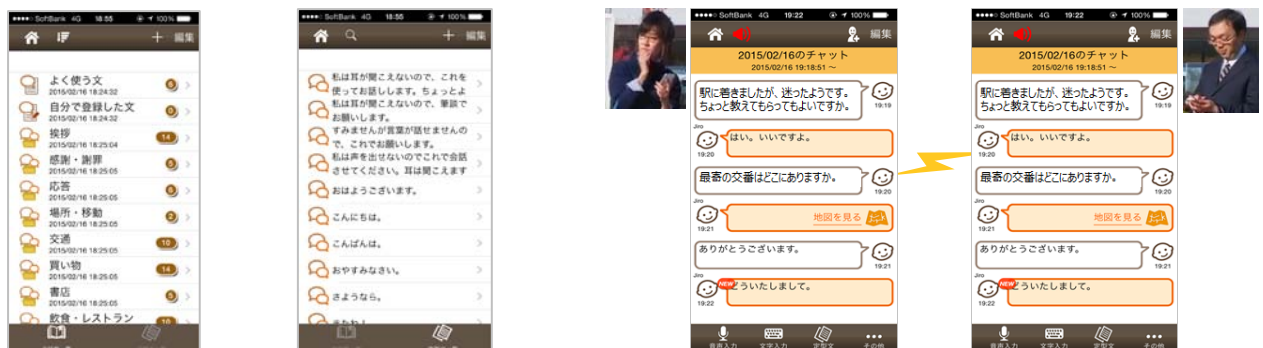 SoftBank 4G 18:55 100%
編集
よく使う文
2015/02/16 18:24:32
5
自分で登録した文
2015/02/16 18:24:32
0
挨拶
2015/02/16 18:25:04
14
感謝・謝罪
2015/02/16 18:25:05
5
応答
2015/02/16 18:25:05
6
場所・移動
2015/02/16 18:25:05
2
交通
2015/02/16 18:25:05
10
買い物
2015/02/16 18:25:05
14
書店
2015/02/16 18:25:05
5
飲食・レストラン
10
SoftBank 4G 18:55 100%
編集
私は耳が聞こえないので、これを
使ってお話しします。ちょっとよ
私は耳が聞こえないので、筆談で
お願いします。
すみませんが言葉が話せませんの
で、これでお願いします。
私は声を出せないのでこれで会話
させてください。耳は聞こえます
おはようございます。
こんにちは。
こんばんは。
おやすみなさい。
さようなら。
SoftBank 4G 19:22 100%
編集
2015/02/16のチャット
2015/02/16 19:18:51 ～
駅に着きましたが、迷ったようです。
ちょっと教えてもらってもよいですか。
19:19
Jiro
はい。いいですよ。
19:20
最寄の交番はどこにありますか。
19:20
地図を見る
19:21
ありがとうございます。
19:21
Jiro
NEW
どういたしまして。
19:22
音声入力 文字入力 定型文 その他
SoftBank 4G 19:22 100%
編集
2015/02/16のチャット
2015/02/16 19:18:51 ～
駅に着きましたが、迷ったようです。
ちょっと教えてもらってもよいですか。
19:19
Jiro
はい。いいですよ。
19:20
最寄の交番はどこにありますか。
19:20
地図を見る
19:21
ありがとうございます。
19:21
Jiro
NEW
どういたしまして。
19:22
音声入力 文字入力 定型文 その他